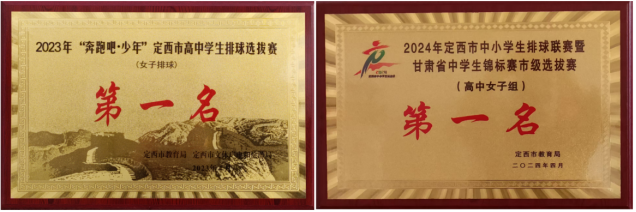 2023年“奔跑吧·少年”定西市高中学生排球选拔赛
(女子排球)
第一名
定西市教育局
2024年定西市中小学生排球联赛暨
甘肃省中学生锦标赛市级选拔赛
(高中女子组)
第一名
定西市教育局
二〇二四年四月